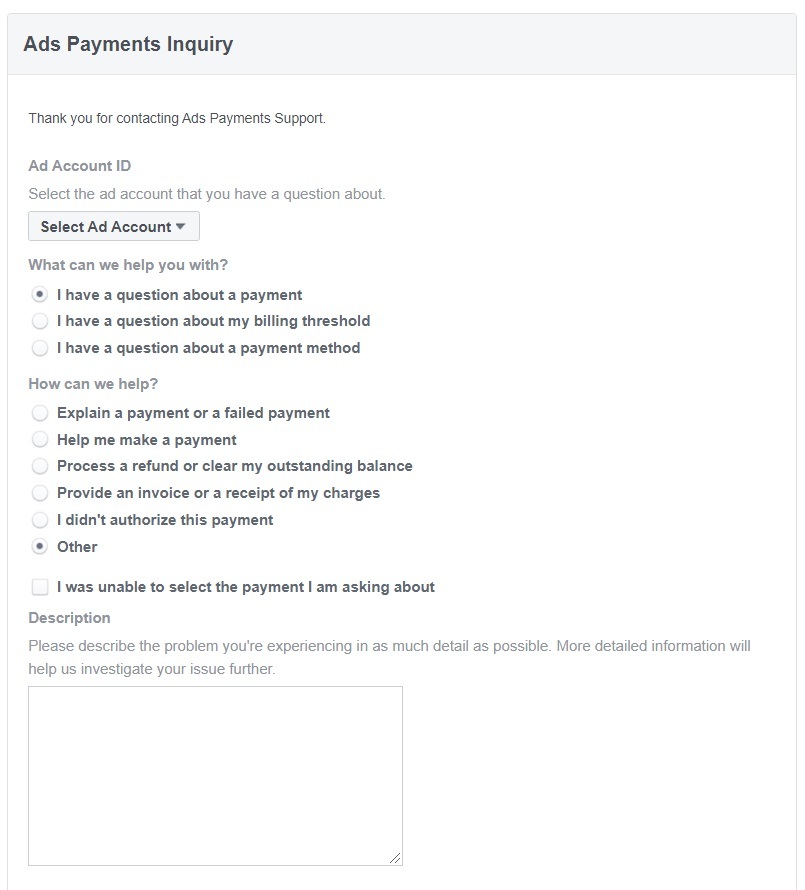 Ads Payments Inquiry
Thank you for contacting Ads Payments Support.
Ad Account ID
Select the ad account that you have a question about.
Select Ad Account
What can we help you with?
I have a question about a payment
I have a question about my billing threshold
I have a question about a payment method
How can we help?
Explain a payment or a failed payment
Help me make a payment
Process a refund or clear my outstanding balance
Provide an invoice or a receipt of my charges
I didn't authorize this payment
Other
I was unable to select the payment I am asking about
Description
Please describe the problem you're experiencing in as much detail as possible. More detailed information will
help us investigate your issue further.